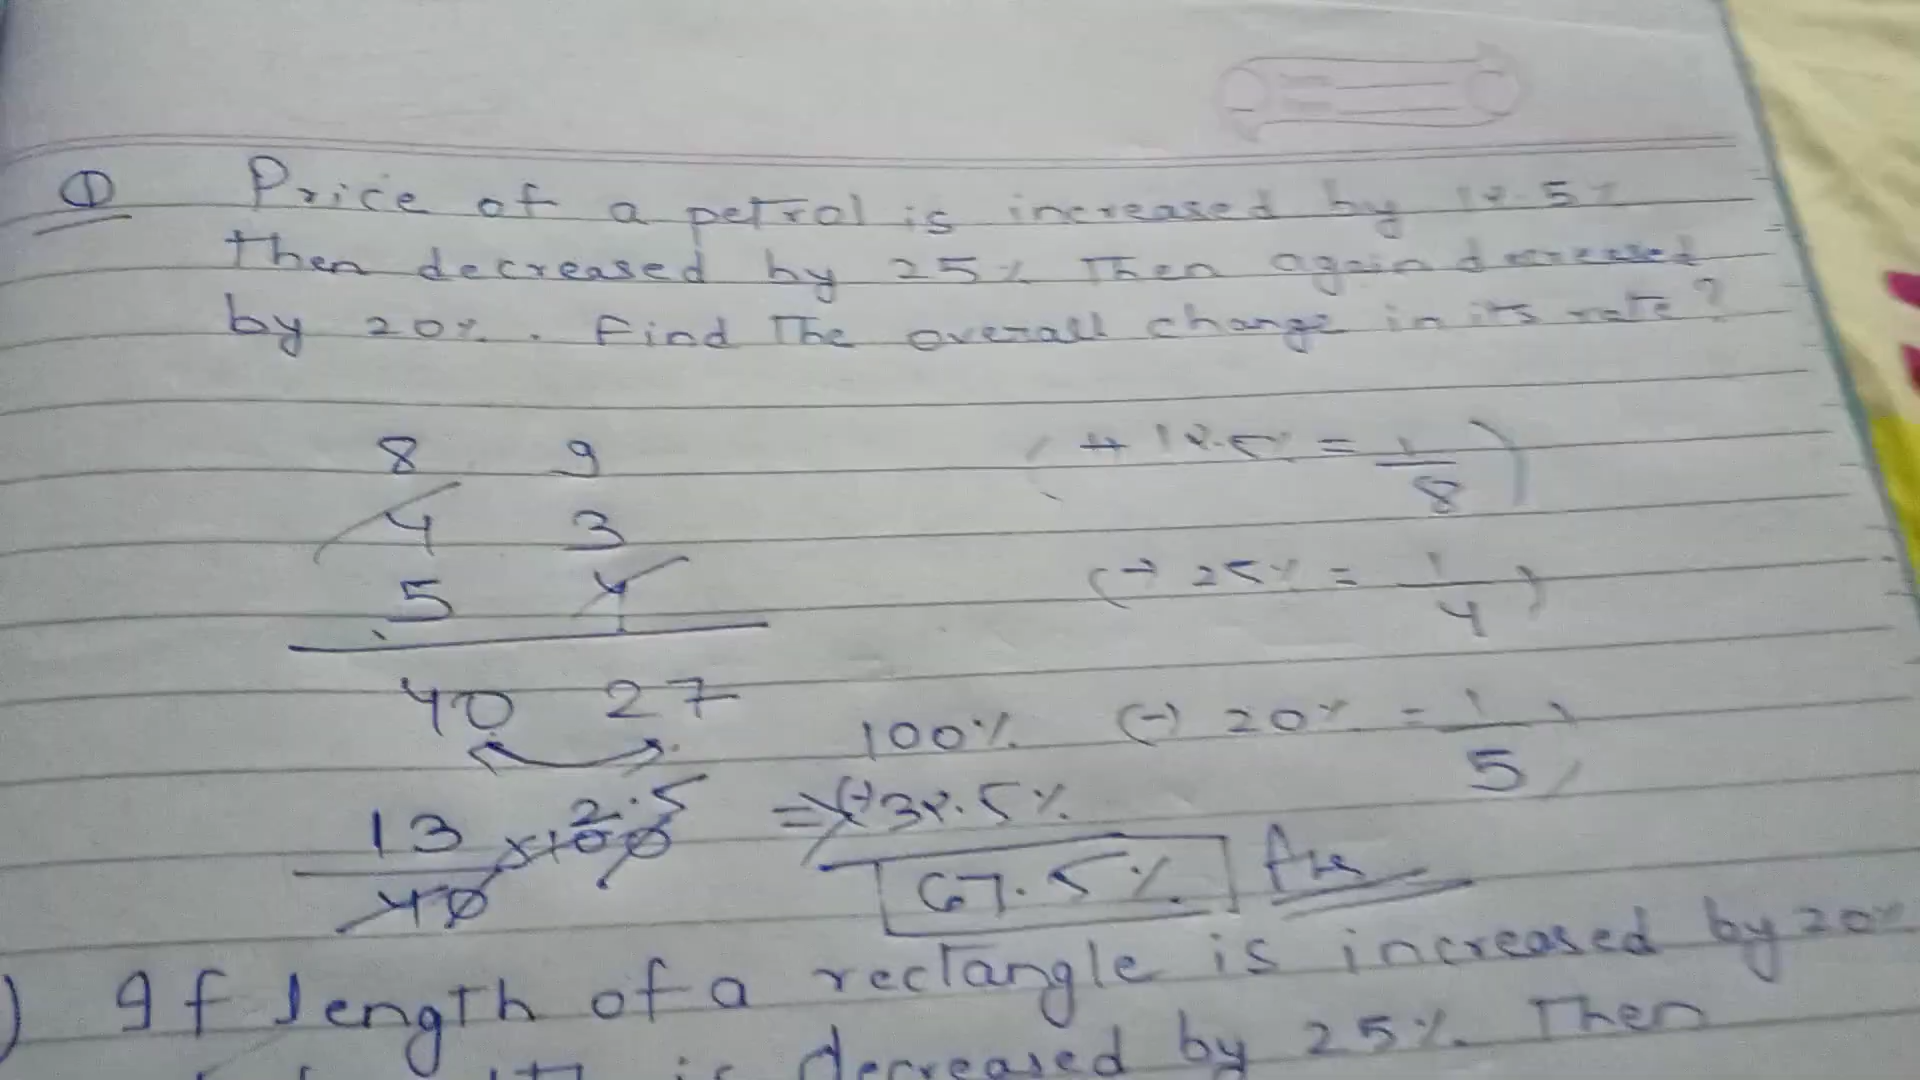 ① Price of a petrol is increased by 12.5%
then decreased by 25% Then again decreased
by 20%. Find The overall change in its rate?
8 9 (+ 12.5% = 1/8)
4 3
5 4 (-) 25% = 1/4)
40 27 100% (-) 20% = 1/5)
13/40 × 100 2.5 = (-) 32.5%
67.5% Ans
) If length of a rectangle is increased by 20%
is decreased by 25%. Then